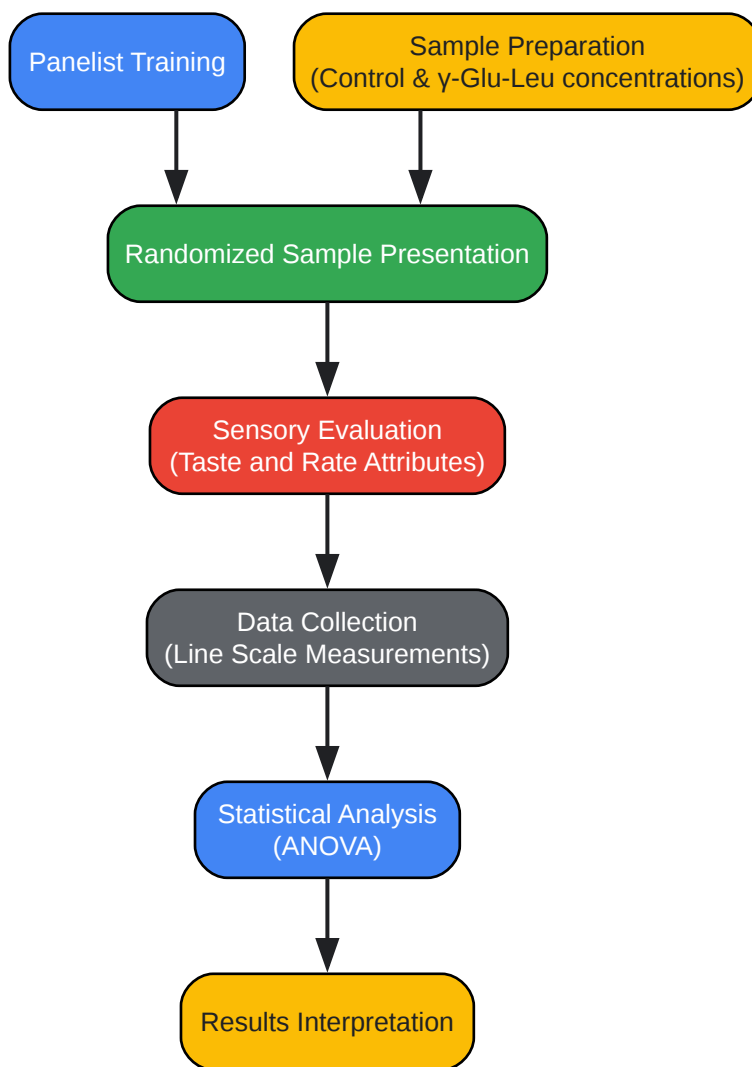 Panelist Training
Sample Preparation
(Control & γ-Glu-Leu concentrations)
Randomized Sample Presentation
Sensory Evaluation
(Taste and Rate Attributes)
Data Collection
(Line Scale Measurements)
Statistical Analysis
(ANOVA)
Results Interpretation